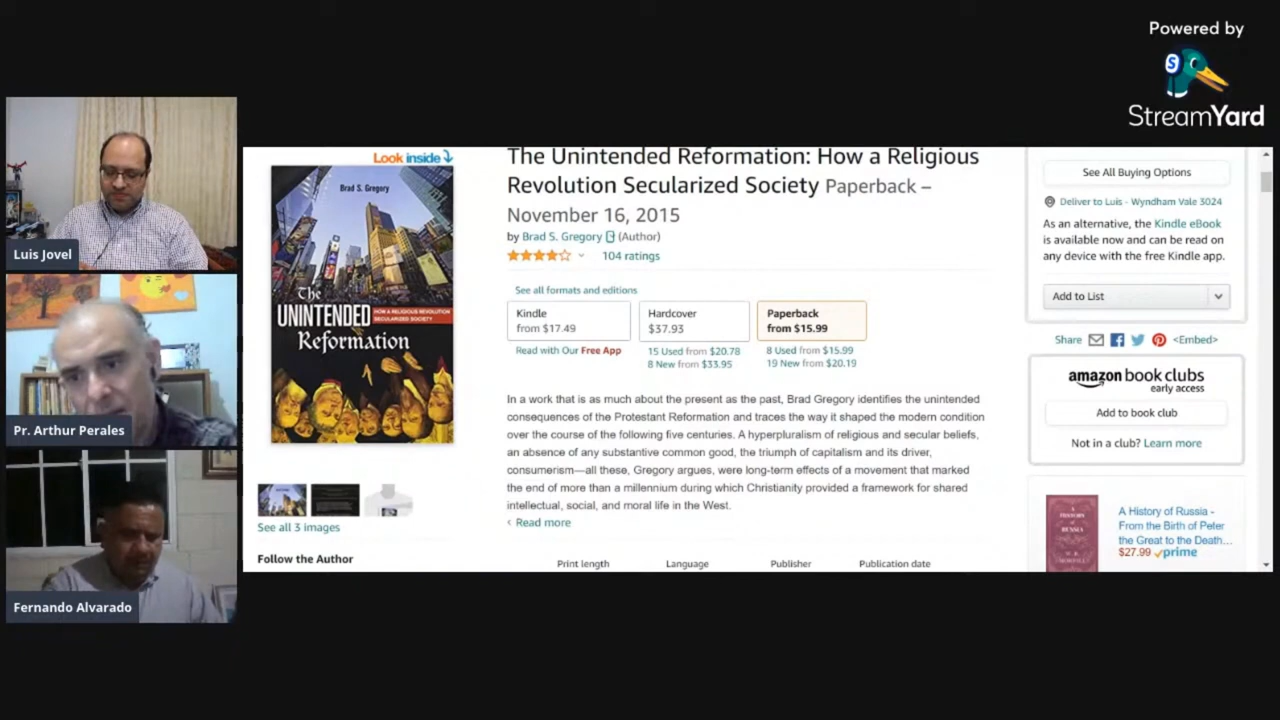 Powered by
StreamYard
Luis Jovel
Pr. Arthur Perales
Fernando Alvarado
Look inside
Brad S. Gregory
The
UNINTENDED
HOW A RELIGIOUS REVOLUTION
SECULARIZED SOCIETY
Reformation
See all 3 images
Follow the Author
The Unintended Reformation: How a Religious
Revolution Secularized Society Paperback –
November 16, 2015
by Brad S. Gregory (Author)
104 ratings
See all formats and editions
Kindle
from $17.49
Read with Our Free App
Hardcover
$37.93
15 Used from $20.78
8 New from $33.95
Paperback
from $15.99
8 Used from $15.99
19 New from $20.19
In a work that is as much about the present as the past, Brad Gregory identifies the unintended
consequences of the Protestant Reformation and traces the way it shaped the modern condition
over the course of the following five centuries. A hyperpluralism of religious and secular beliefs,
an absence of any substantive common good, the triumph of capitalism and its driver,
consumerism—all these, Gregory argues, were long-term effects of a movement that marked
the end of more than a millennium during which Christianity provided a framework for shared
intellectual, social, and moral life in the West.
‹ Read more
Print length
Language
Publisher
Publication date
See All Buying Options
Deliver to Luis - Wyndham Vale 3024
As an alternative, the Kindle eBook
is available now and can be read on
any device with the free Kindle app.
Add to List
Share <Embed>
amazon book clubs
early access
Add to book club
Not in a club? Learn more
A History of Russia -
From the Birth of Peter
the Great to the Death...
$27.99 prime